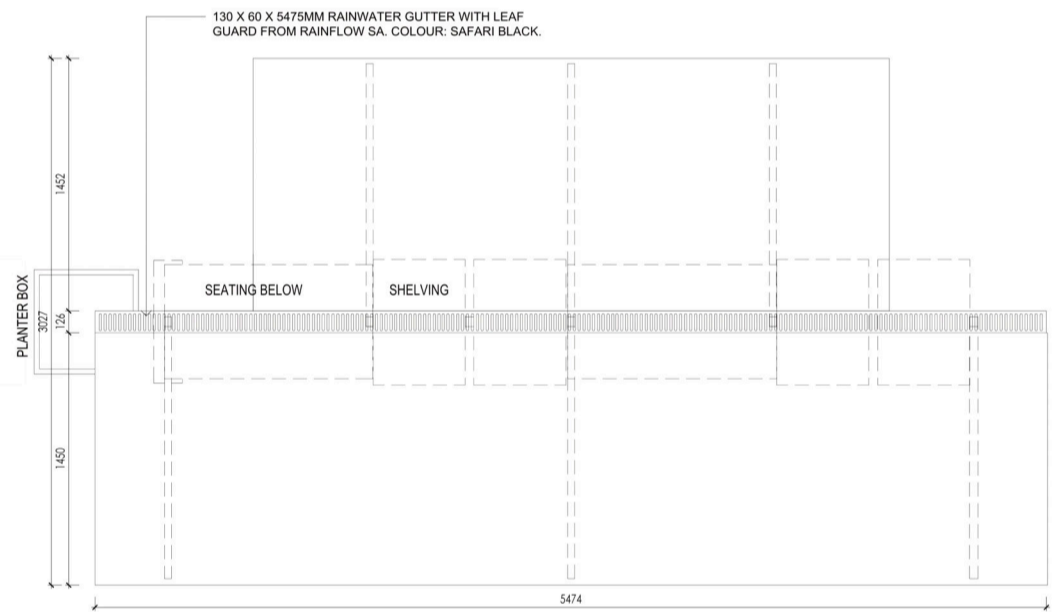 130 X 60 X 5475MM RAINWATER GUTTER WITH LEAF
GUARD FROM RAINFLOW SA. COLOUR: SAFARI BLACK.
1452
SEATING BELOW
SHELVING
PLANTER BOX
3027
126
1450
5474